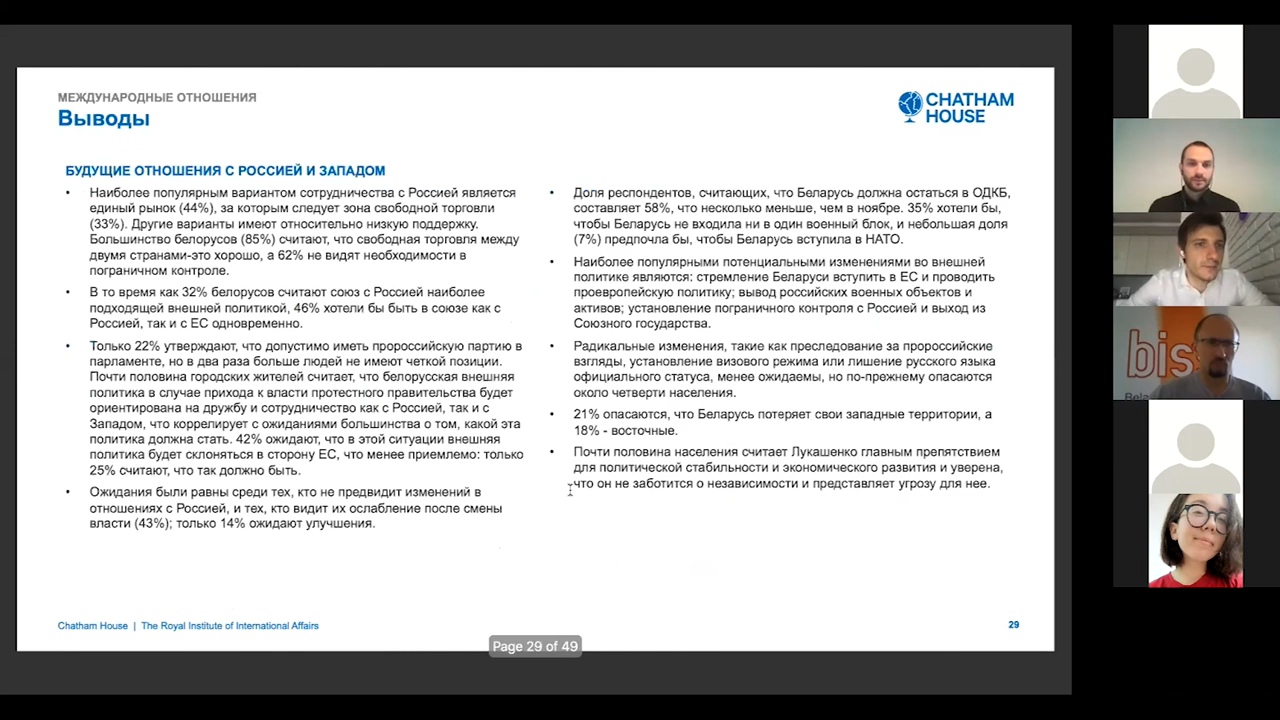 МЕЖДУНАРОДНЫЕ ОТНОШЕНИЯ
Выводы
CHATHAM
HOUSE
БУДУЩИЕ ОТНОШЕНИЯ С РОССИЕЙ И ЗАПАДОМ
• Наиболее популярным вариантом сотрудничества с Россией является
единый рынок (44%), за которым следует зона свободной торговли
(33%). Другие варианты имеют относительно низкую поддержку.
Большинство белорусов (85%) считают, что свободная торговля между
двумя странами-это хорошо, а 62% не видят необходимости в
пограничном контроле.
• В то время как 32% белорусов считают союз с Россией наиболее
подходящей внешней политикой, 46% хотели бы быть в союзе как с
Россией, так и с ЕС одновременно.
• Только 22% утверждают, что допустимо иметь пророссийскую партию в
парламенте, но в два раза больше людей не имеют четкой позиции.
Почти половина городских жителей считает, что белорусская внешняя
политика в случае прихода к власти протестного правительства будет
ориентирована на дружбу и сотрудничество как с Россией, так и с
Западом, что коррелирует с ожиданиями большинства о том, какой эта
политика должна стать. 42% ожидают, что в этой ситуации внешняя
политика будет склоняться в сторону ЕС, что менее приемлемо: только
25% считают, что так должно быть.
• Ожидания были равны среди тех, кто не предвидит изменений в
отношениях с Россией, и тех, кто видит их ослабление после смены
власти (43%); только 14% ожидают улучшения.
• Доля респондентов, считающих, что Беларусь должна остаться в ОДКБ,
составляет 58%, что несколько меньше, чем в ноябре. 35% хотели бы,
чтобы Беларусь не входила ни в один военный блок, и небольшая доля
(7%) предпочла бы, чтобы Беларусь вступила в НАТО.
• Наиболее популярными потенциальными изменениями во внешней
политике являются: стремление Беларуси вступить в ЕС и проводить
проевропейскую политику; вывод российских военных объектов и
активов; установление пограничного контроля с Россией и выход из
Союзного государства.
• Радикальные изменения, такие как преследование за пророссийские
взгляды, установление визового режима или лишение русского языка
официального статуса, менее ожидаемы, но по-прежнему опасаются
около четверти населения.
• 21% опасаются, что Беларусь потеряет свои западные территории, а
18% - восточные.
• Почти половина населения считает Лукашенко главным препятствием
для политической стабильности и экономического развития и уверена,
что он не заботится о независимости и представляет угрозу для нее.
Chatham House | The Royal Institute of International Affairs
29
Page 29 of 49